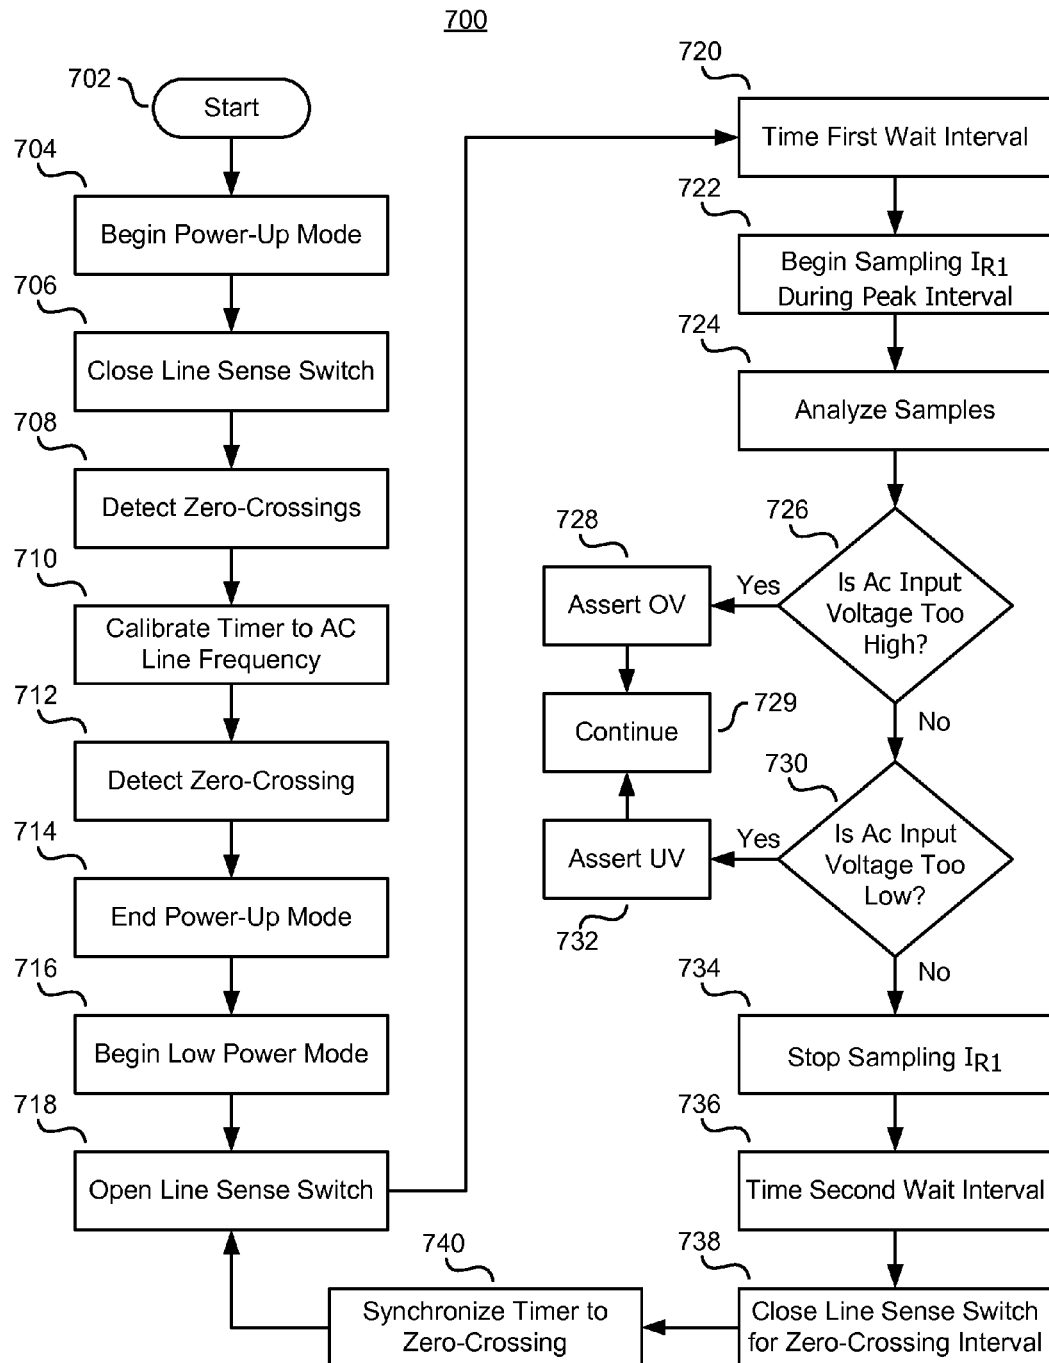 700
702
Start
704
Begin Power-Up Mode
706
Close Line Sense Switch
708
Detect Zero-Crossings
710
Calibrate Timer to AC
Line Frequency
712
Detect Zero-Crossing
714
End Power-Up Mode
716
Begin Low Power Mode
718
Open Line Sense Switch
720
Time First Wait Interval
722
Begin Sampling IR1
During Peak Interval
724
Analyze Samples
726
Is Ac Input
Voltage Too
High?
Yes
No
728
Assert OV
729
Continue
730
Is Ac Input
Voltage Too
Low?
Yes
No
Assert UV
732
734
Stop Sampling IR1
736
Time Second Wait Interval
738
Close Line Sense Switch
for Zero-Crossing Interval
740
Synchronize Timer to
Zero-Crossing